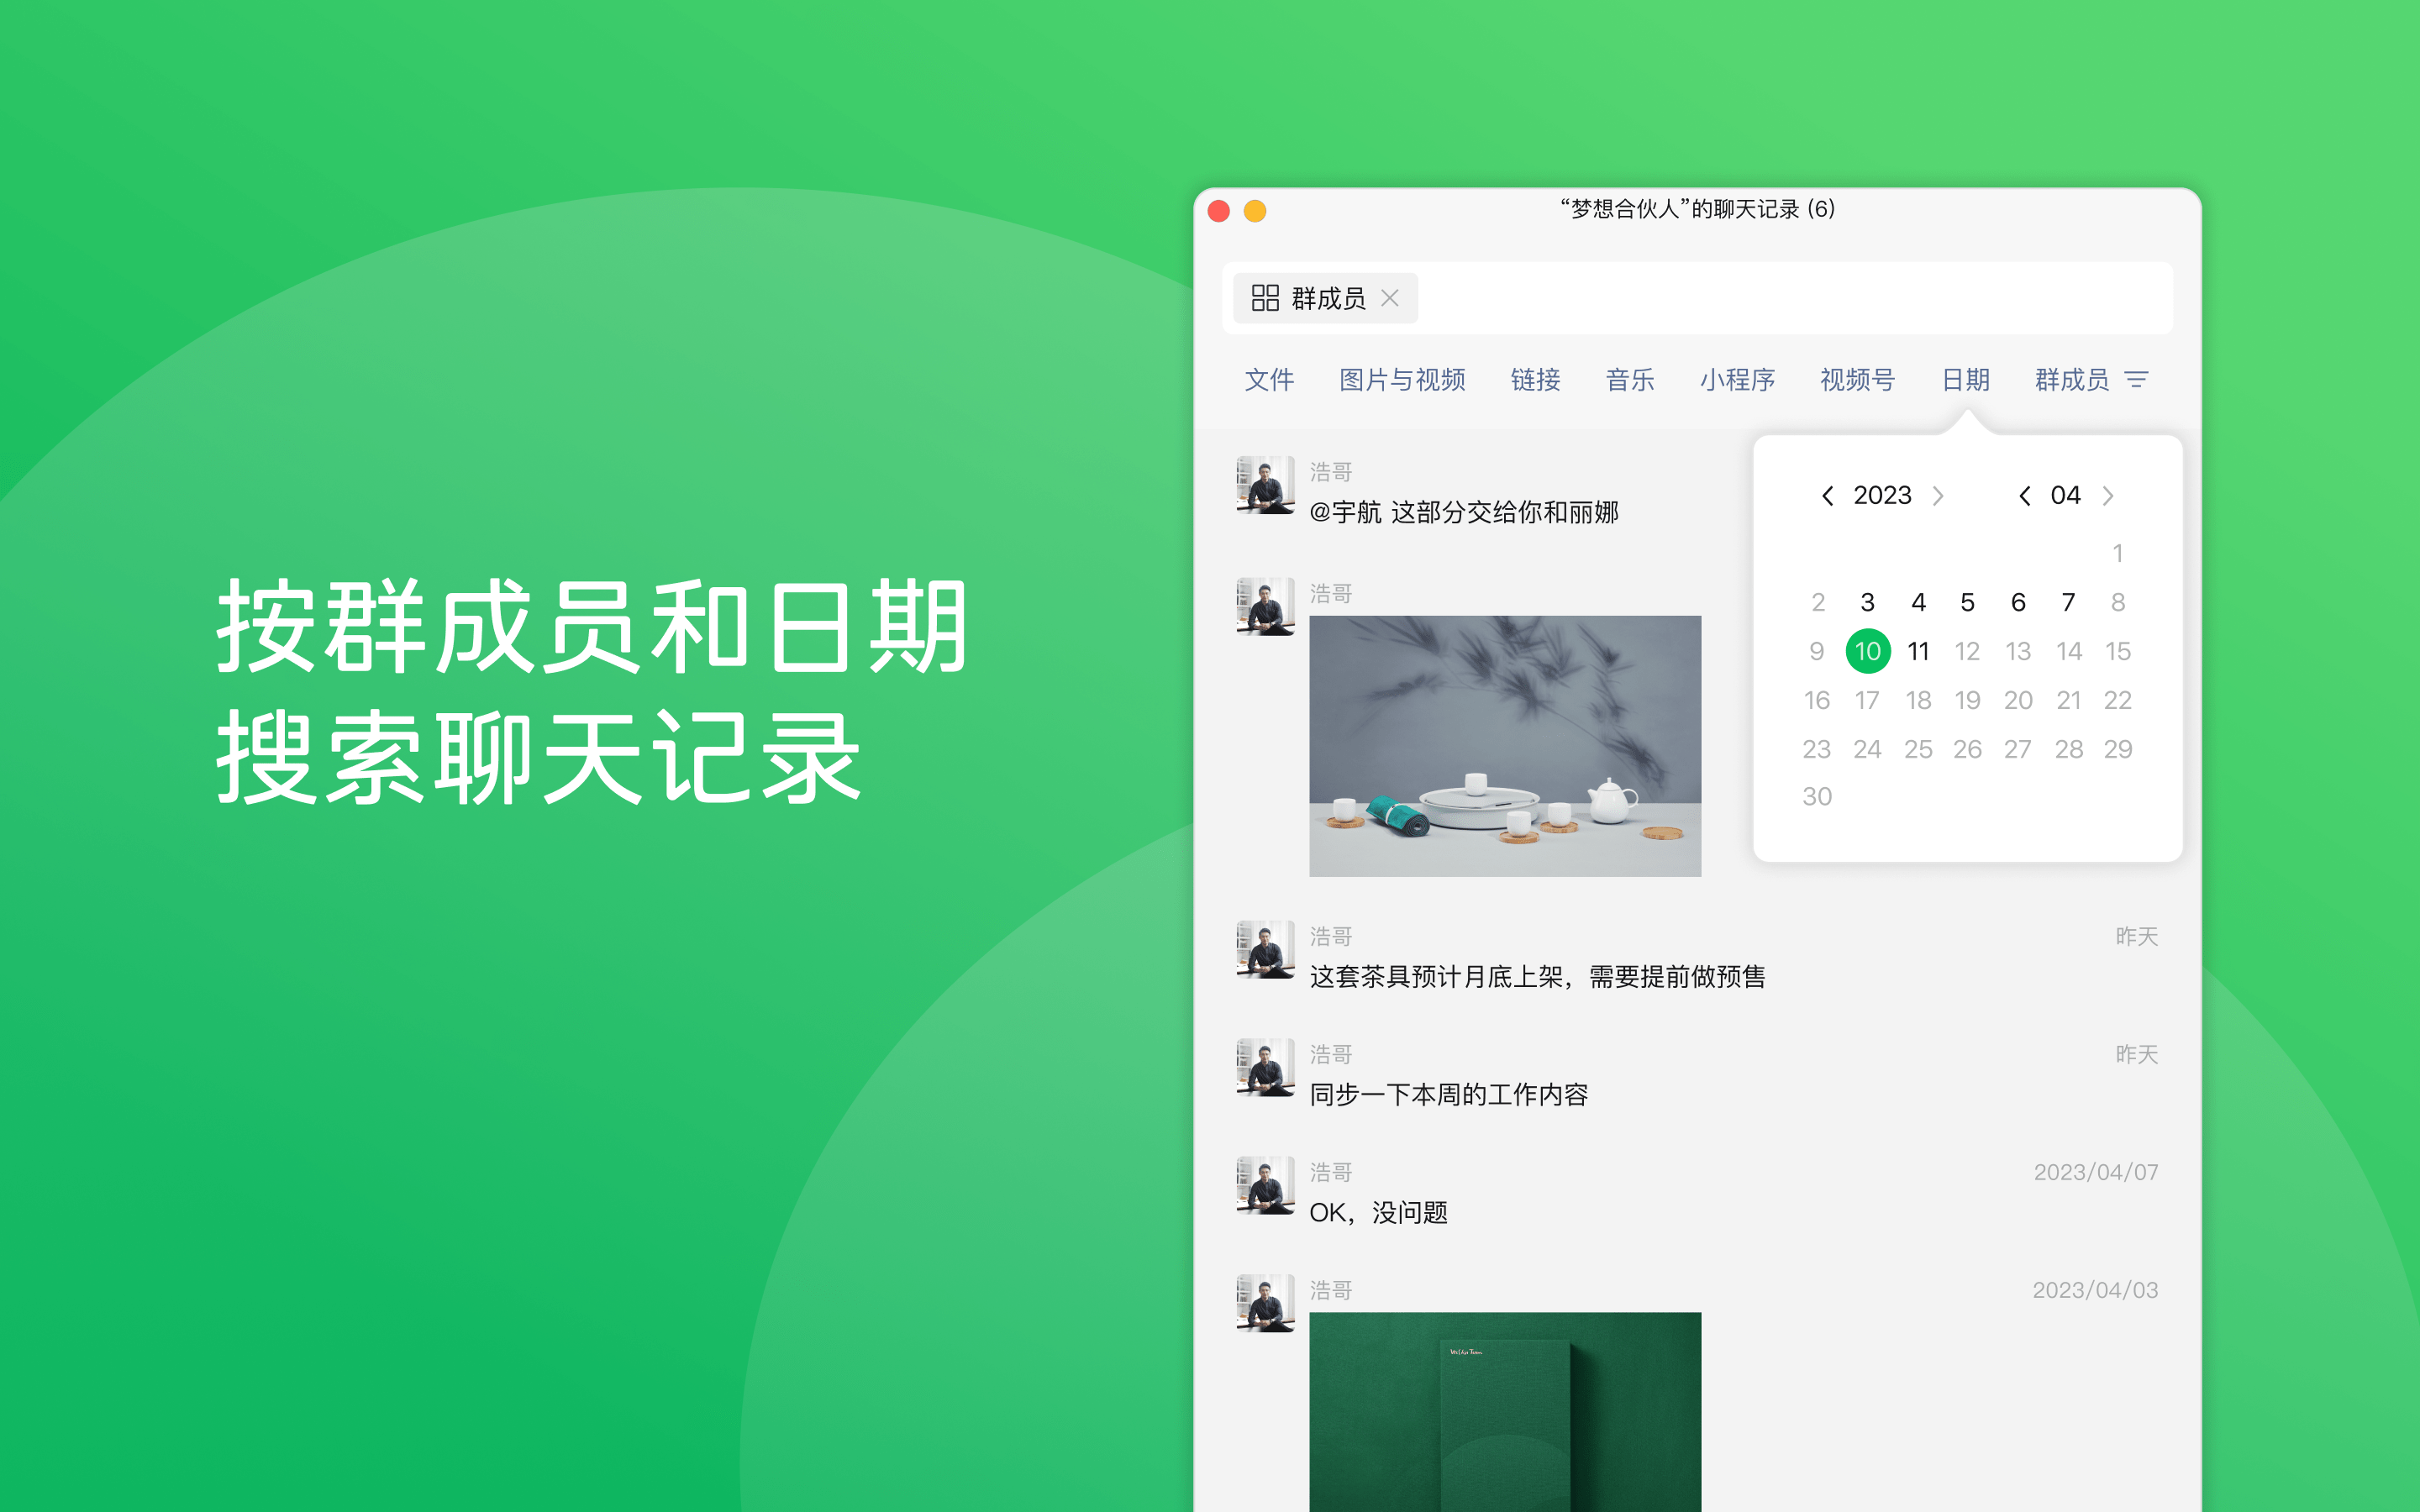 按群成员和日期
搜索聊天记录
“梦想合伙人”的聊天记录 (6)
群成员
文件 图片与视频 链接 音乐 小程序 视频号 日期 群成员
浩哥
@宇航 这部分交给你和丽娜
2023 04
1
2 3 4 5 6 7 8
9 10 11 12 13 14 15
16 17 18 19 20 21 22
23 24 25 26 27 28 29
30
浩哥
浩哥 昨天
这套茶具预计月底上架，需要提前做预售
浩哥 昨天
同步一下本周的工作内容
浩哥 2023/04/07
OK，没问题
浩哥 2023/04/03